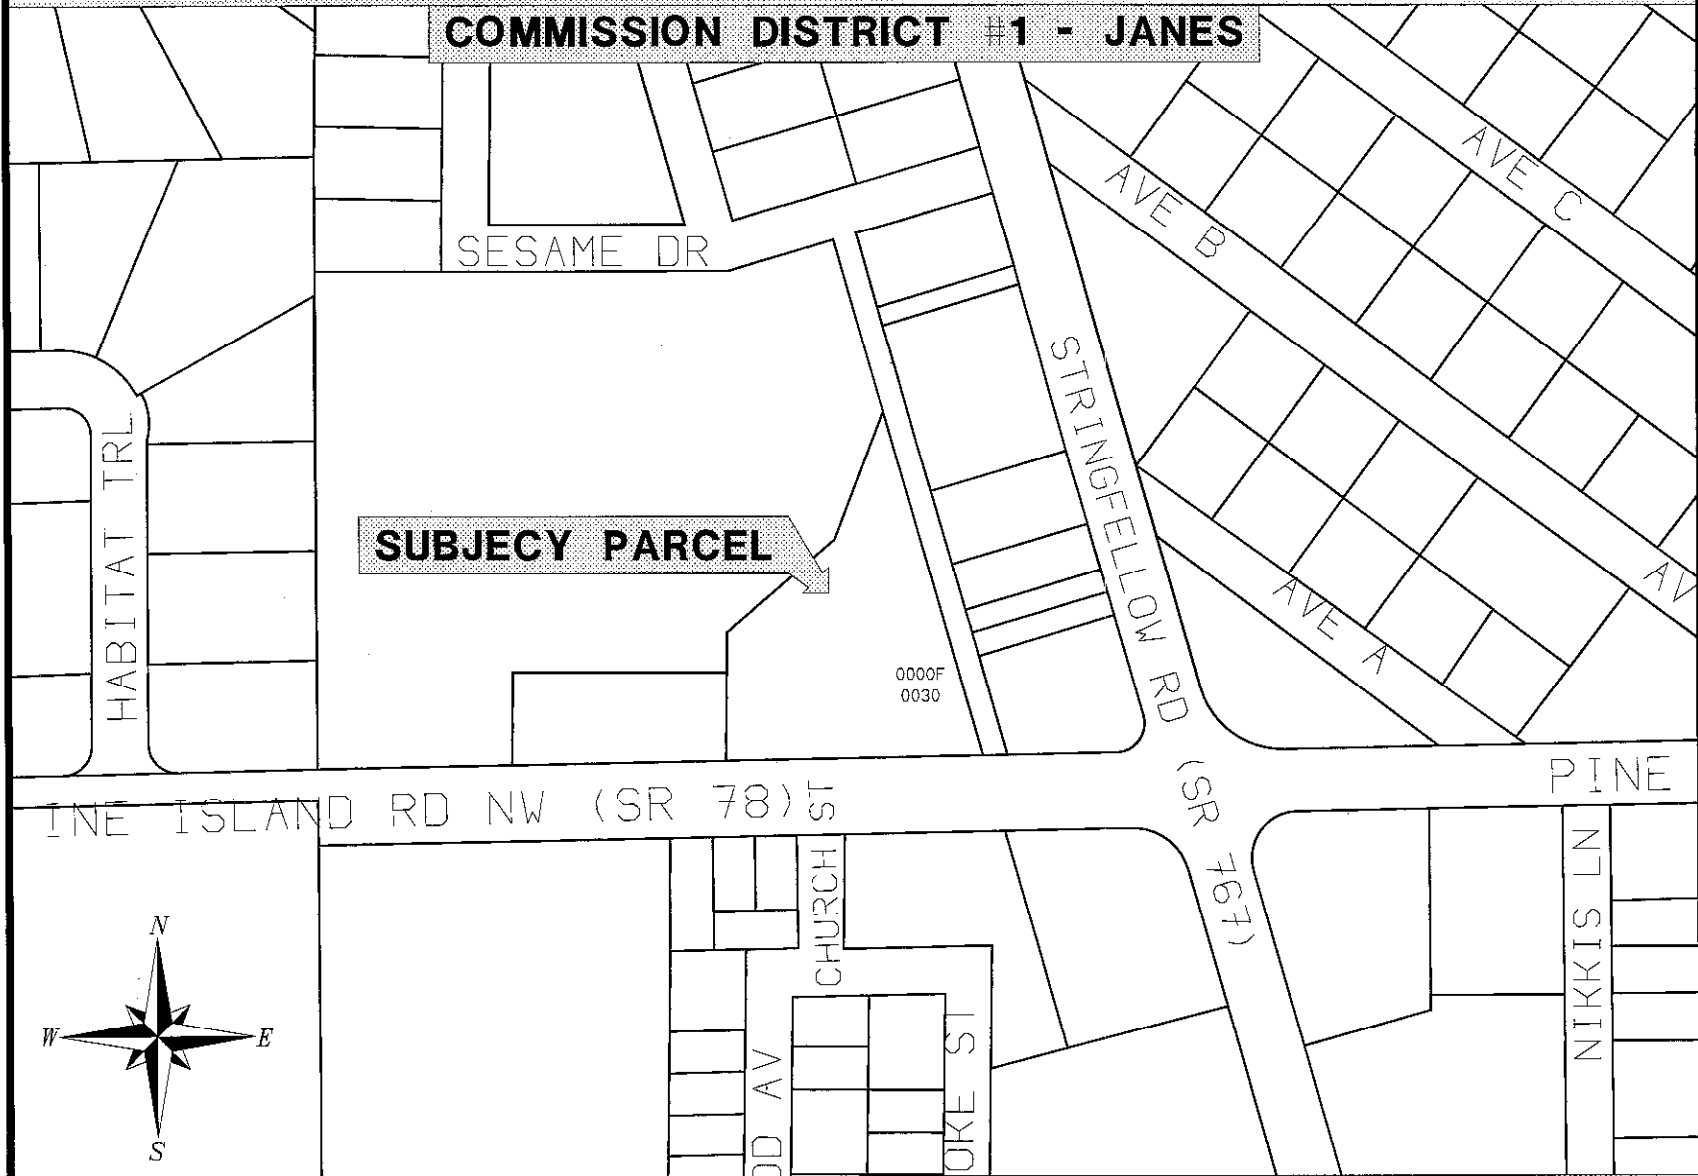 COMMISSION DISTRICT #1 - JANES
AVE C
AVE B
SESAME DR
STRINGFELLOW RD
HABITAT TRL
SUBJECY PARCEL
AVE A
AV
0000F
0030
(SR 767)
PINE
INE ISLAND RD NW (SR 78)
CHURCH ST
NIKKIS LN
N
W
E
S
OD AV
OKE ST